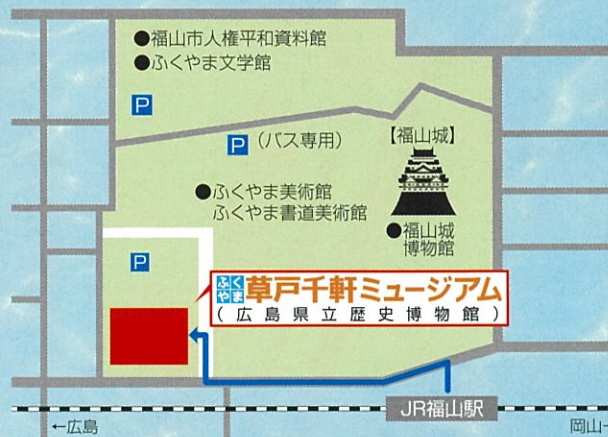 ●福山市人権平和資料館
●ふくやま文学館
P
P（バス専用）
【福山城】
●ふくやま美術館
ふくやま書道美術館
●福山城
博物館
P
ふくやま草戸千軒ミュージアム
（広島県立歴史博物館）
JR福山駅
←広島
岡山→